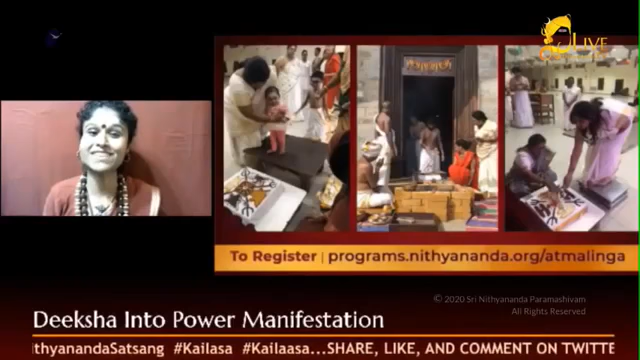 LIVE
To Register | programs.nithyananda.org/atmalinga
© 2020 Sri Nithyananda Paramashivam
All Rights Reserved
Deeksha Into Power Manifestation
thyanandaSatsang #Kailasa #Kailaasa...SHARE, LIKE, AND COMMENT ON TWITTE